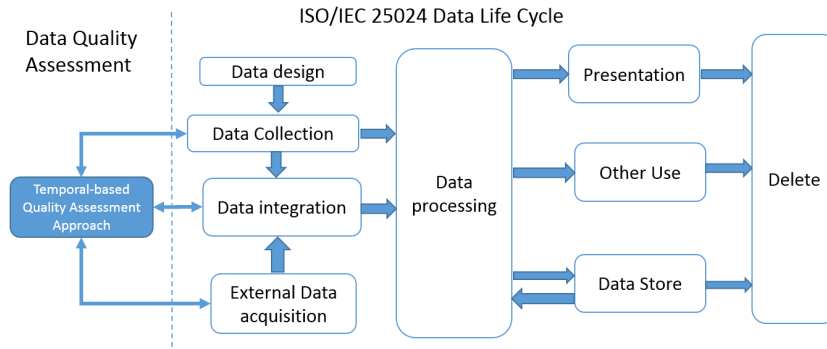 ISO/IEC 25024 Data Life Cycle
Data Quality
Assessment
Data design
Data Collection
Data integration
External Data
acquisition
Temporal-based
Quality Assessment
Approach
Data
processing
Presentation
Other Use
Data Store
Delete